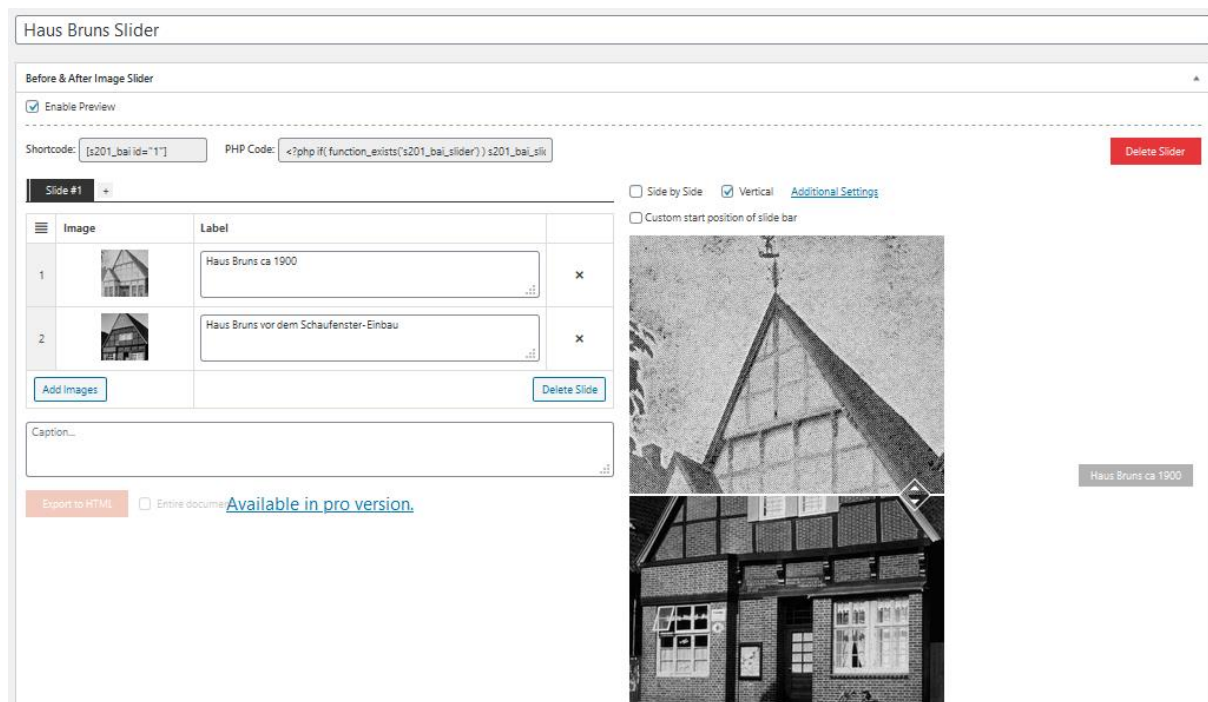 Haus Bruns Slider
Before & After Image Slider
Enable Preview
Shortcode: [s201_bai id="1"] PHP Code: <?php if( function_exists('s201_bai_slider') ) s201_bai_slid
Delete Slider
Slide #1 +
Side by Side Vertical Additional Settings
Custom start position of slide bar
Image Label
1 Haus Bruns ca 1900
2 Haus Bruns vor dem Schaufenster-Einbau
Add Images Delete Slide
Caption...
Export to HTML Entire docume Available in pro version.
Haus Bruns ca 1900